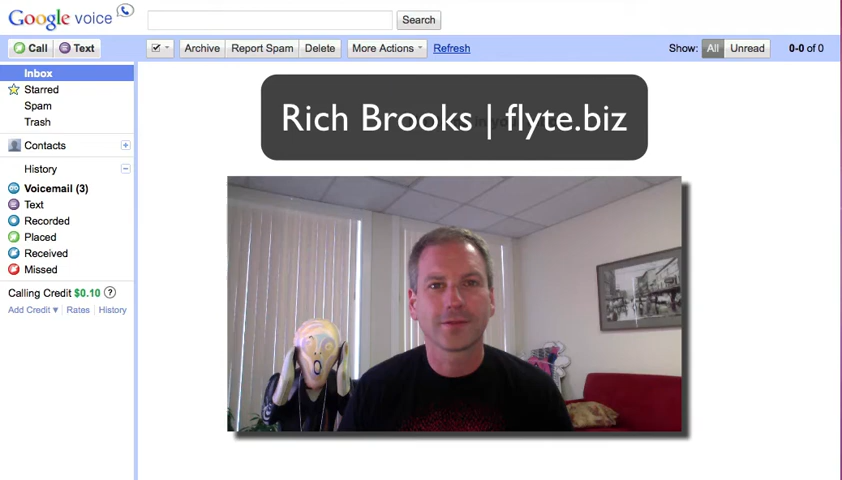 Google voice
Search
Call Text
Archive Report Spam Delete More Actions Refresh Show: All Unread 0-0 of 0
Inbox
Starred
Spam
Trash
Contacts
History
Voicemail (3)
Text
Recorded
Placed
Received
Missed
Calling Credit $0.10 ?
Add Credit Rates History
Rich Brooks | flyte.biz